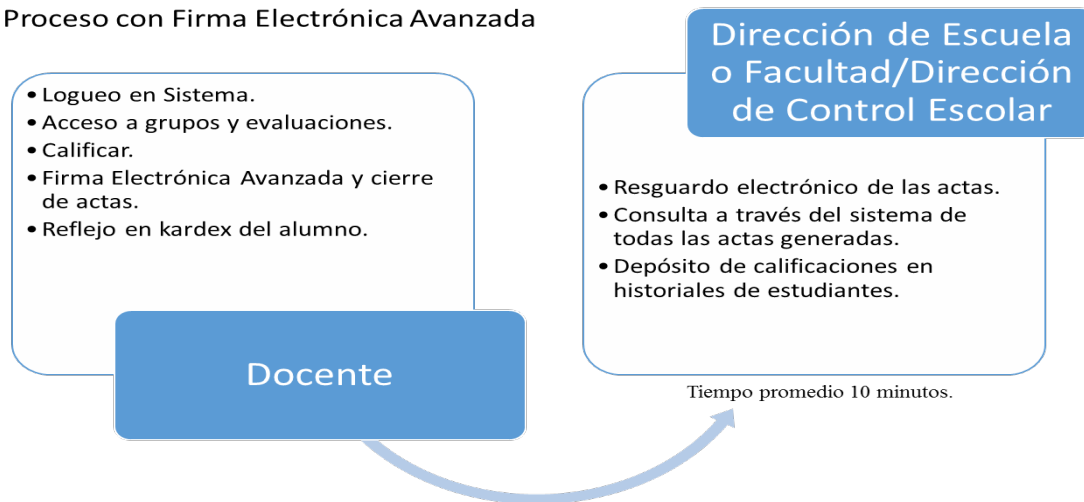 Proceso con Firma Electrónica Avanzada
• Logueo en Sistema.
• Acceso a grupos y evaluaciones.
• Calificar.
• Firma Electrónica Avanzada y cierre
de actas.
• Reflejo en kardex del alumno.
Docente
Dirección de Escuela
o Facultad/Dirección
de Control Escolar
• Resguardo electrónico de las actas.
• Consulta a través del sistema de
todas las actas generadas.
• Depósito de calificaciones en
historiales de estudiantes.
Tiempo promedio 10 minutos.